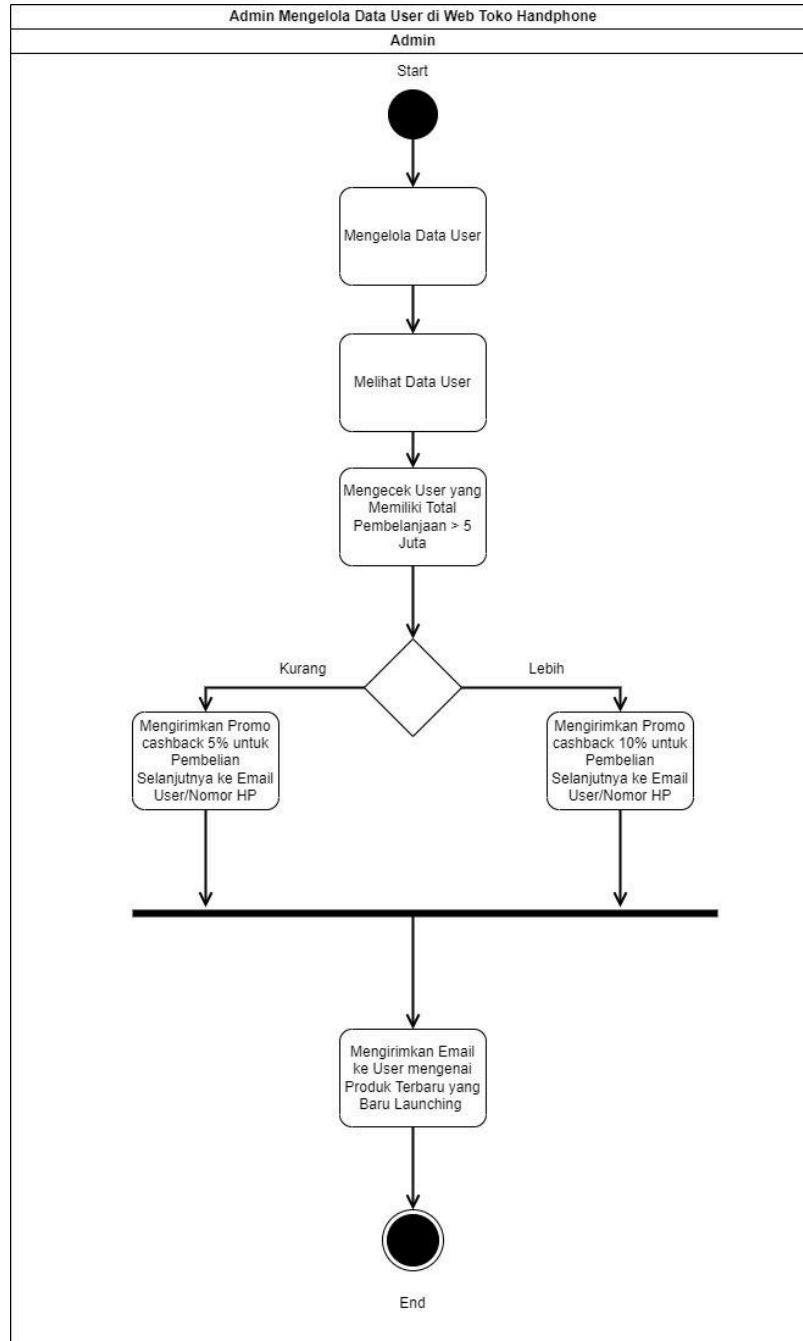 Admin Mengelola Data User di Web Toko Handphone
Admin
Start
Mengelola Data User
Melihat Data User
Mengecek User yang
Memiliki Total
Pembelanjaan > 5
Juta
Kurang
Lebih
Mengirimkan Promo
cashback 5% untuk
Pembelian
Selanjutnya ke Email
User/Nomor HP
Mengirimkan Promo
cashback 10% untuk
Pembelian
Selanjutnya ke Email
User/Nomor HP
Mengirimkan Email
ke User mengenai
Produk Terbaru yang
Baru Launching
End